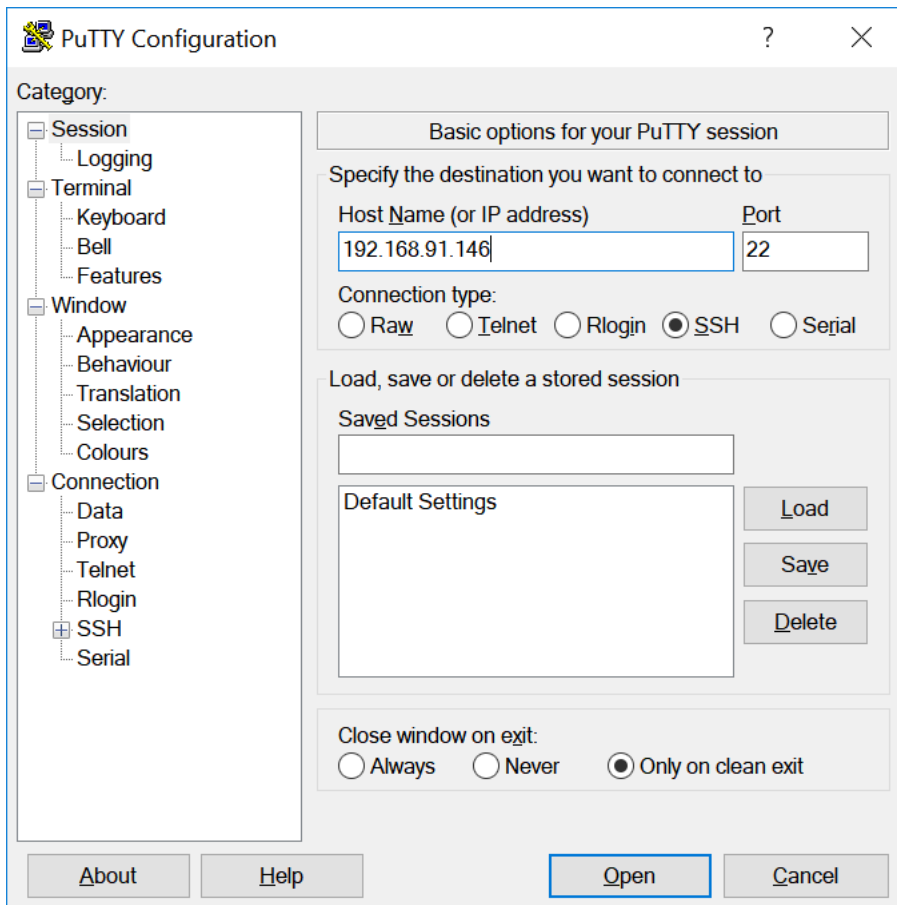 PuTTY Configuration
?
Category:
Session
Logging
Terminal
Keyboard
Bell
Features
Window
Appearance
Behaviour
Translation
Selection
Colours
Connection
Data
Proxy
Telnet
Rlogin
SSH
Serial
Basic options for your PuTTY session
Specify the destination you want to connect to
Host Name (or IP address) Port
192.168.91.146 22
Connection type:
Raw Telnet Rlogin SSH Serial
Load, save or delete a stored session
Saved Sessions
Default Settings
Load
Save
Delete
Close window on exit:
Always Never Only on clean exit
About Help Open Cancel